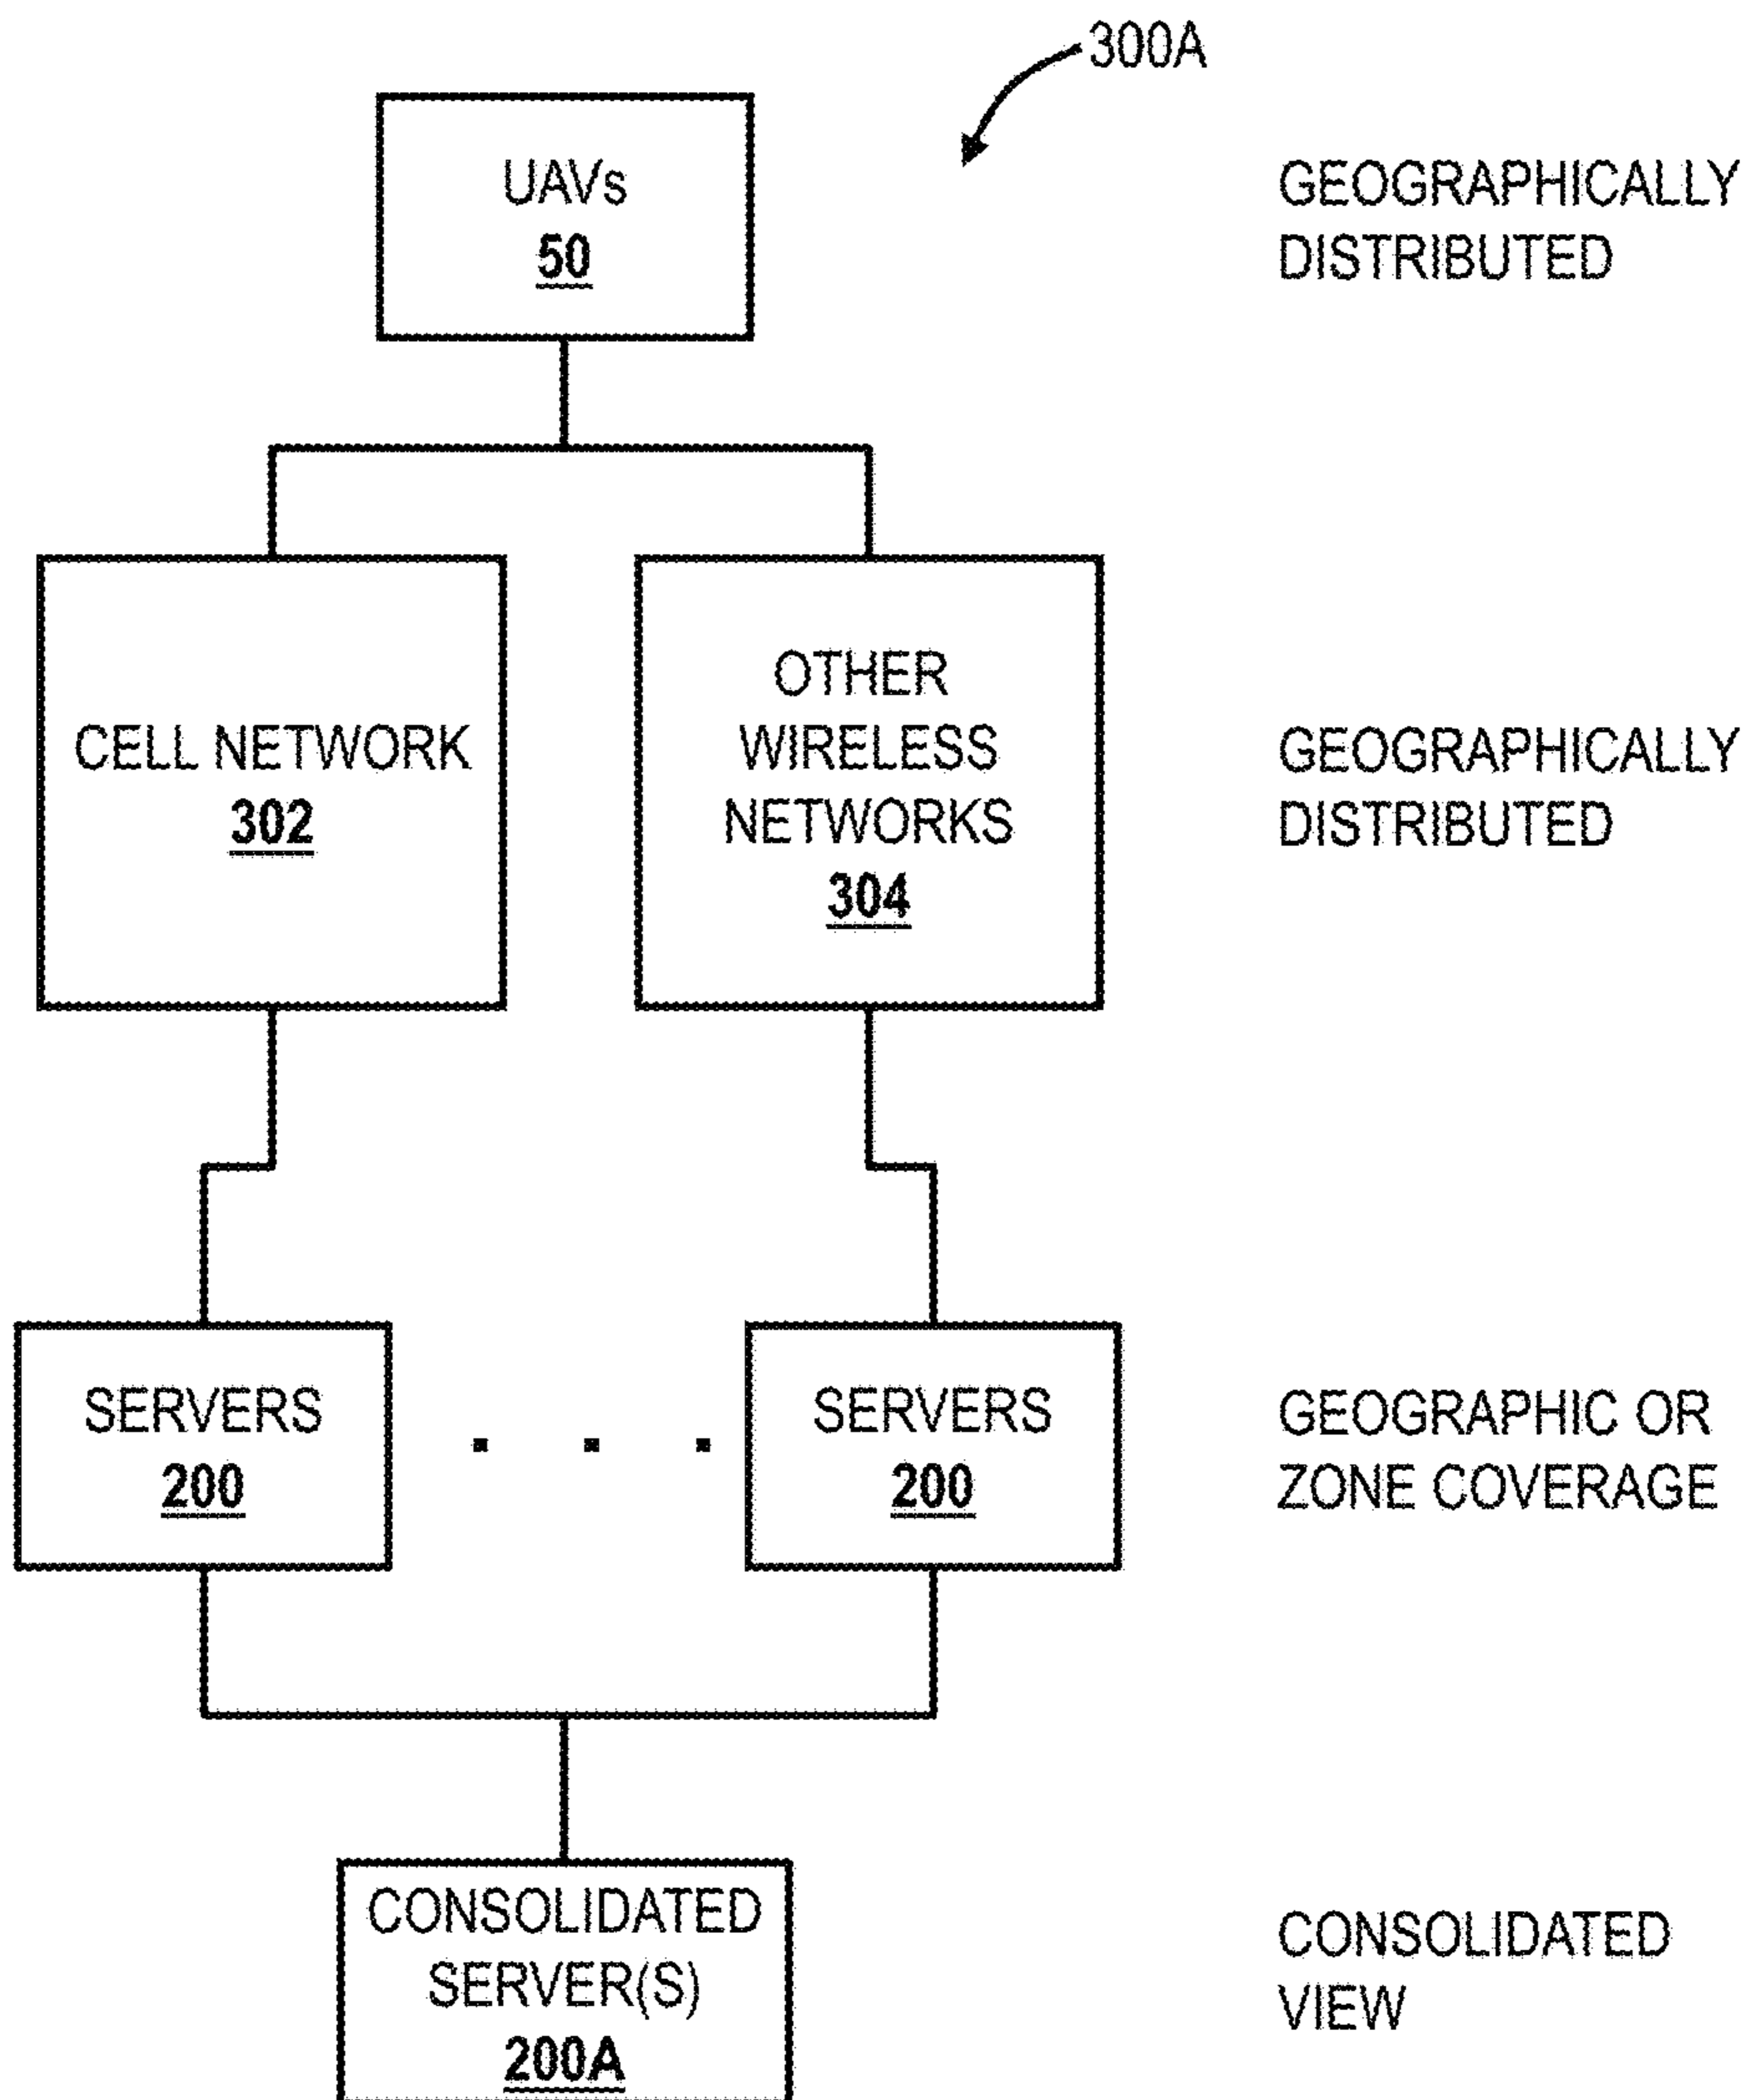 300A
UAVs
50
GEOGRAPHICALLY
DISTRIBUTED
CELL NETWORK
302
OTHER
WIRELESS
NETWORKS
304
GEOGRAPHICALLY
DISTRIBUTED
SERVERS
200
. . .
SERVERS
200
GEOGRAPHIC OR
ZONE COVERAGE
CONSOLIDATED
SERVER(S)
200A
CONSOLIDATED
VIEW